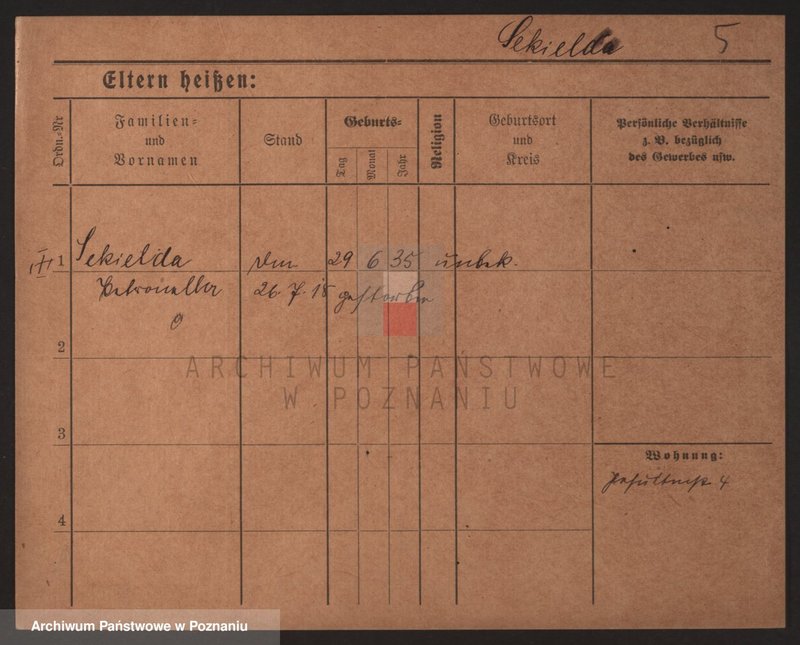 Sekielda 5
Eltern heißen:
Ordn.-Nr
Familien- und Vornamen
Stand
Geburts-
Tag
Monat
Jahr
Religion
Geburtsort und Kreis
Persönliche Verhältnisse
z. B. bezüglich
des Gewerbes usw.
1 Sekielda 29 6 35 unbek.
26. 7. 18 gestorben
2
ARCHIWUM PAŃSTWOWE
W POZNANIU
3
Wohnung:
4
4
Archiwum Państwowe w Poznaniu